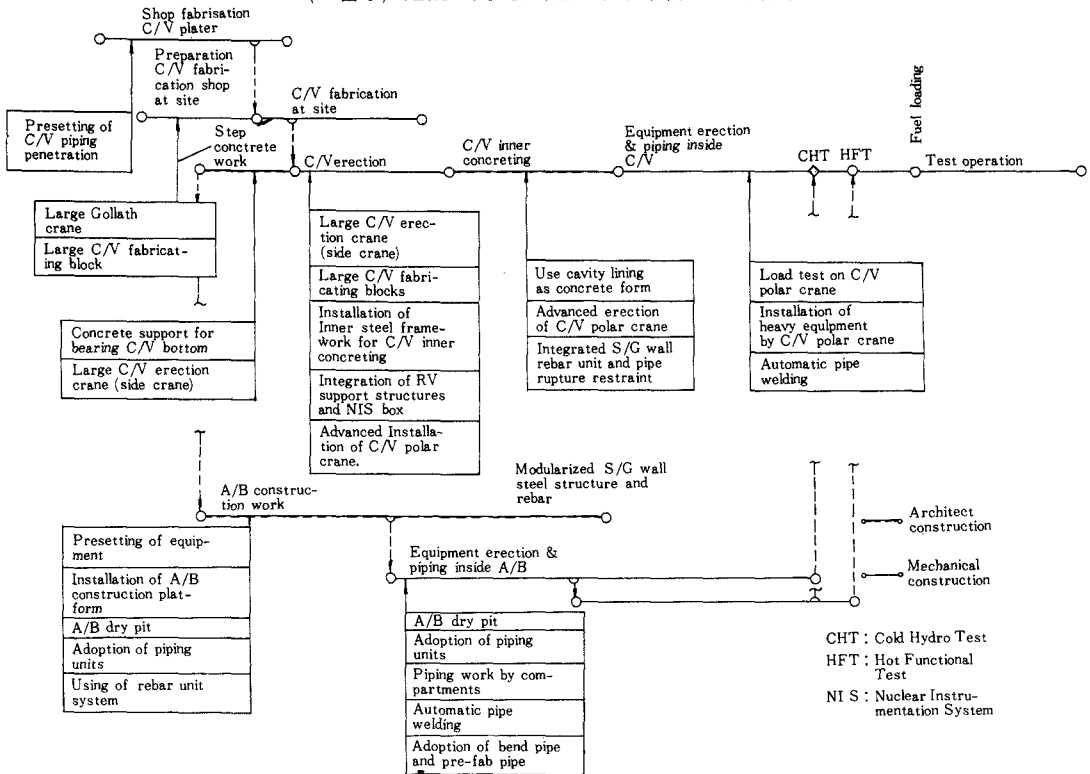 Shop fabrisation
C/V plater
Preparation
C/V fabri-
cation shop
at site
C/V fabrication
at site
Presetting of
C/V piping
penetration
Step
concrete
work
C/V erection
C/V inner
concreting
Equipment erection
& piping inside
C/V
CHT
HFT
Fuel loading
Test operation
Large Gollath
crane
Large C/V fabricat-
ing block
Concrete support for
bearing C/V bottom
Large C/V erection
crane (side crane)
Large C/V erec-
tion crane
(side crane)
Large C/V fabri-
cating blocks
Installation of
Inner steel frame-
work for C/V inner
concreting
Integration of RV
support structures
and NIS box
Advanced Installa-
tion of C/V polar
crane.
Use cavity lining
as concrete form
Advanced erection
of C/V polar crane
Integrated S/G wall
rebar unit and pipe
rupture restraint
Load test on C/V
polar crane
Installation of
heavy equipment
by C/V polar crane
Automatic pipe
welding
A/B construc-
tion work
Modularized S/G wall
steel structure and
rebar
Presetting of equip-
ment
Installation of A/B
construction plat-
form
A/B dry pit
Adoption of piping
units
Using of rebar unit
system
Equipment erection &
piping inside A/B
A/B dry pit
Adoption of piping
units
Piping work by com-
partments
Automatic pipe
welding
Adoption of bend pipe
and pre-fab pipe
Architect
construction
Mechanical
construction
CHT : Cold Hydro Test
HFT : Hot Functional
Test
NIS : Nuclear Instru-
mentation System